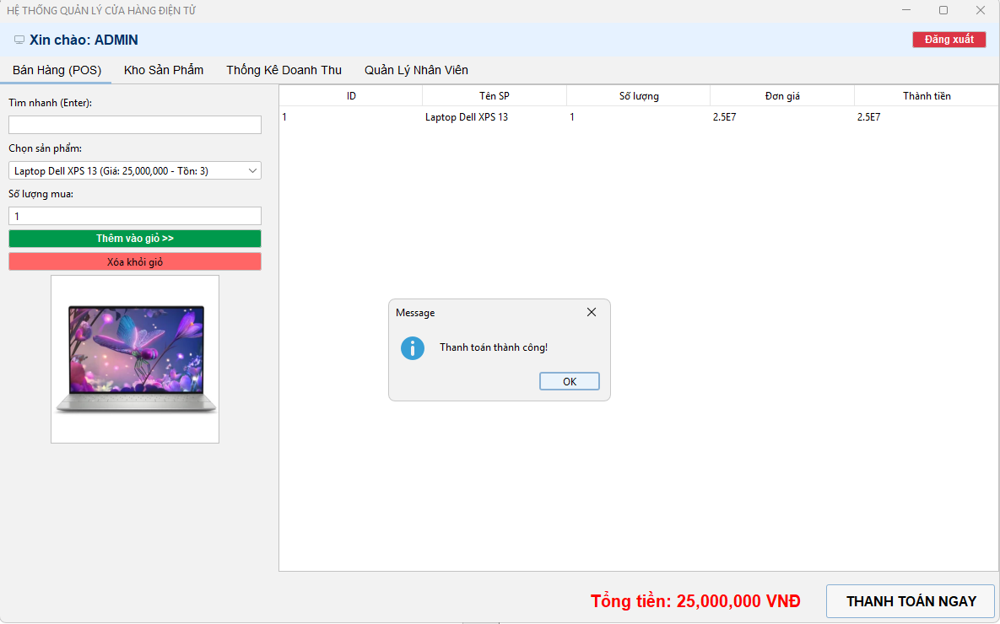 HỆ THỐNG QUẢN LÝ CỬA HÀNG ĐIỆN TỬ
Xin chào: ADMIN
Đăng xuất
Bán Hàng (POS) Kho Sản Phẩm Thống Kê Doanh Thu Quản Lý Nhân Viên
Tìm nhanh (Enter):
Chọn sản phẩm:
Laptop Dell XPS 13 (Giá: 25,000,000 - Tồn: 3)
Số lượng mua:
1
Thêm vào giỏ >>
Xóa khỏi giỏ
ID Tên SP Số lượng Đơn giá Thành tiền
1 Laptop Dell XPS 13 1 2.5E7 2.5E7
Message
Thanh toán thành công!
OK
Tổng tiền: 25,000,000 VNĐ
THANH TOÁN NGAY